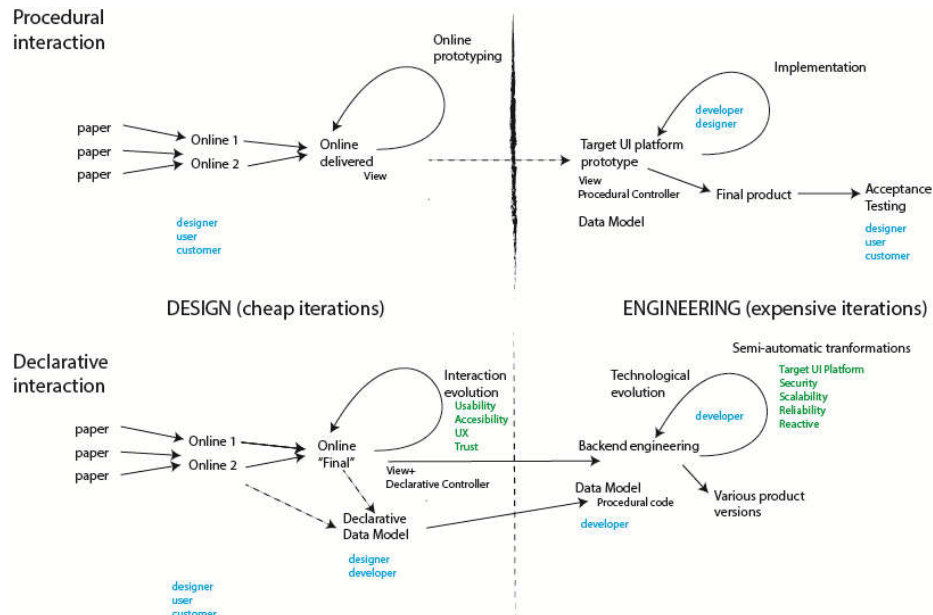 Procedural
interaction
Online
prototyping
Implementation
paper
paper
paper
Online 1
Online 2
Online
delivered
View
developer
designer
Target UI platform
prototype
View
Procedural Controller
Data Model
Final product
Acceptance
Testing
designer
user
customer
designer
user
customer
DESIGN (cheap iterations)
ENGINEERING (expensive iterations)
Declarative
interaction
Semi-automatic tranformations
Interaction
evolution
Usability
Accesibility
UX
Trust
Technological
evolution
Target UI Platform
Security
Scalability
Reliability
Reactive
developer
paper
paper
paper
Online 1
Online 2
Online
"Final"
View+
Declarative Controller
Backend engineering
Data Model
Procedural code
developer
Various product
versions
Declarative
Data Model
designer
developer
designer
user
customer